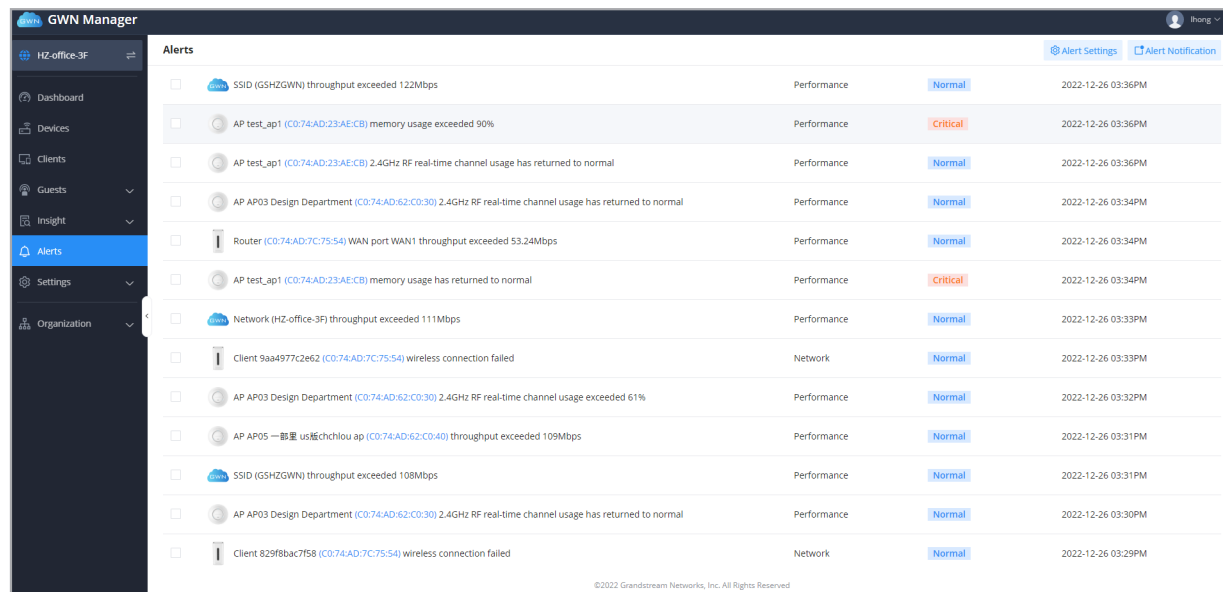 GWN GWN Manager
lhong
HZ-office-3F
Alerts
Alert Settings
Alert Notification
Dashboard
Devices
Clients
Guests
Insight
Alerts
Settings
Organization
GWN SSID (GSHZGWN) throughput exceeded 122Mbps Performance Normal 2022-12-26 03:36PM
AP test_ap1 (C0:74:AD:23:AE:CB) memory usage exceeded 90% Performance Critical 2022-12-26 03:36PM
AP test_ap1 (C0:74:AD:23:AE:CB) 2.4GHz RF real-time channel usage has returned to normal Performance Normal 2022-12-26 03:36PM
AP AP03 Design Department (C0:74:AD:62:C0:30) 2.4GHz RF real-time channel usage has returned to normal Performance Normal 2022-12-26 03:34PM
Router (C0:74:AD:7C:75:54) WAN port WAN1 throughput exceeded 53.24Mbps Performance Normal 2022-12-26 03:34PM
AP test_ap1 (C0:74:AD:23:AE:CB) memory usage has returned to normal Performance Critical 2022-12-26 03:34PM
GWN Network (HZ-office-3F) throughput exceeded 111Mbps Performance Normal 2022-12-26 03:33PM
Client 9aa4977c2e62 (C0:74:AD:7C:75:54) wireless connection failed Network Normal 2022-12-26 03:33PM
AP AP03 Design Department (C0:74:AD:62:C0:30) 2.4GHz RF real-time channel usage exceeded 61% Performance Normal 2022-12-26 03:32PM
AP AP05 一部里 us版chchlou ap (C0:74:AD:62:C0:40) throughput exceeded 109Mbps Performance Normal 2022-12-26 03:31PM
GWN SSID (GSHZGWN) throughput exceeded 108Mbps Performance Normal 2022-12-26 03:31PM
AP AP03 Design Department (C0:74:AD:62:C0:30) 2.4GHz RF real-time channel usage has returned to normal Performance Normal 2022-12-26 03:30PM
Client 829f8bac7f58 (C0:74:AD:7C:75:54) wireless connection failed Network Normal 2022-12-26 03:29PM
©2022 Grandstream Networks, Inc. All Rights Reserved